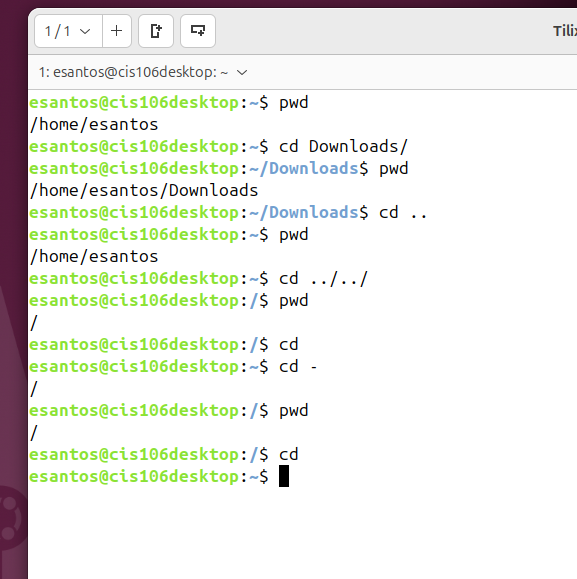 1 / 1
Tilix
1: esantos@cis106desktop: ~
esantos@cis106desktop:~$ pwd
/home/esantos
esantos@cis106desktop:~$ cd Downloads/
esantos@cis106desktop:~/Downloads$ pwd
/home/esantos/Downloads
esantos@cis106desktop:~/Downloads$ cd ..
esantos@cis106desktop:~$ pwd
/home/esantos
esantos@cis106desktop:~$ cd ../../
esantos@cis106desktop:/$ pwd
/
esantos@cis106desktop:/$ cd
esantos@cis106desktop:~$ cd -
/
esantos@cis106desktop:/$ pwd
/
esantos@cis106desktop:/$ cd
esantos@cis106desktop:~$